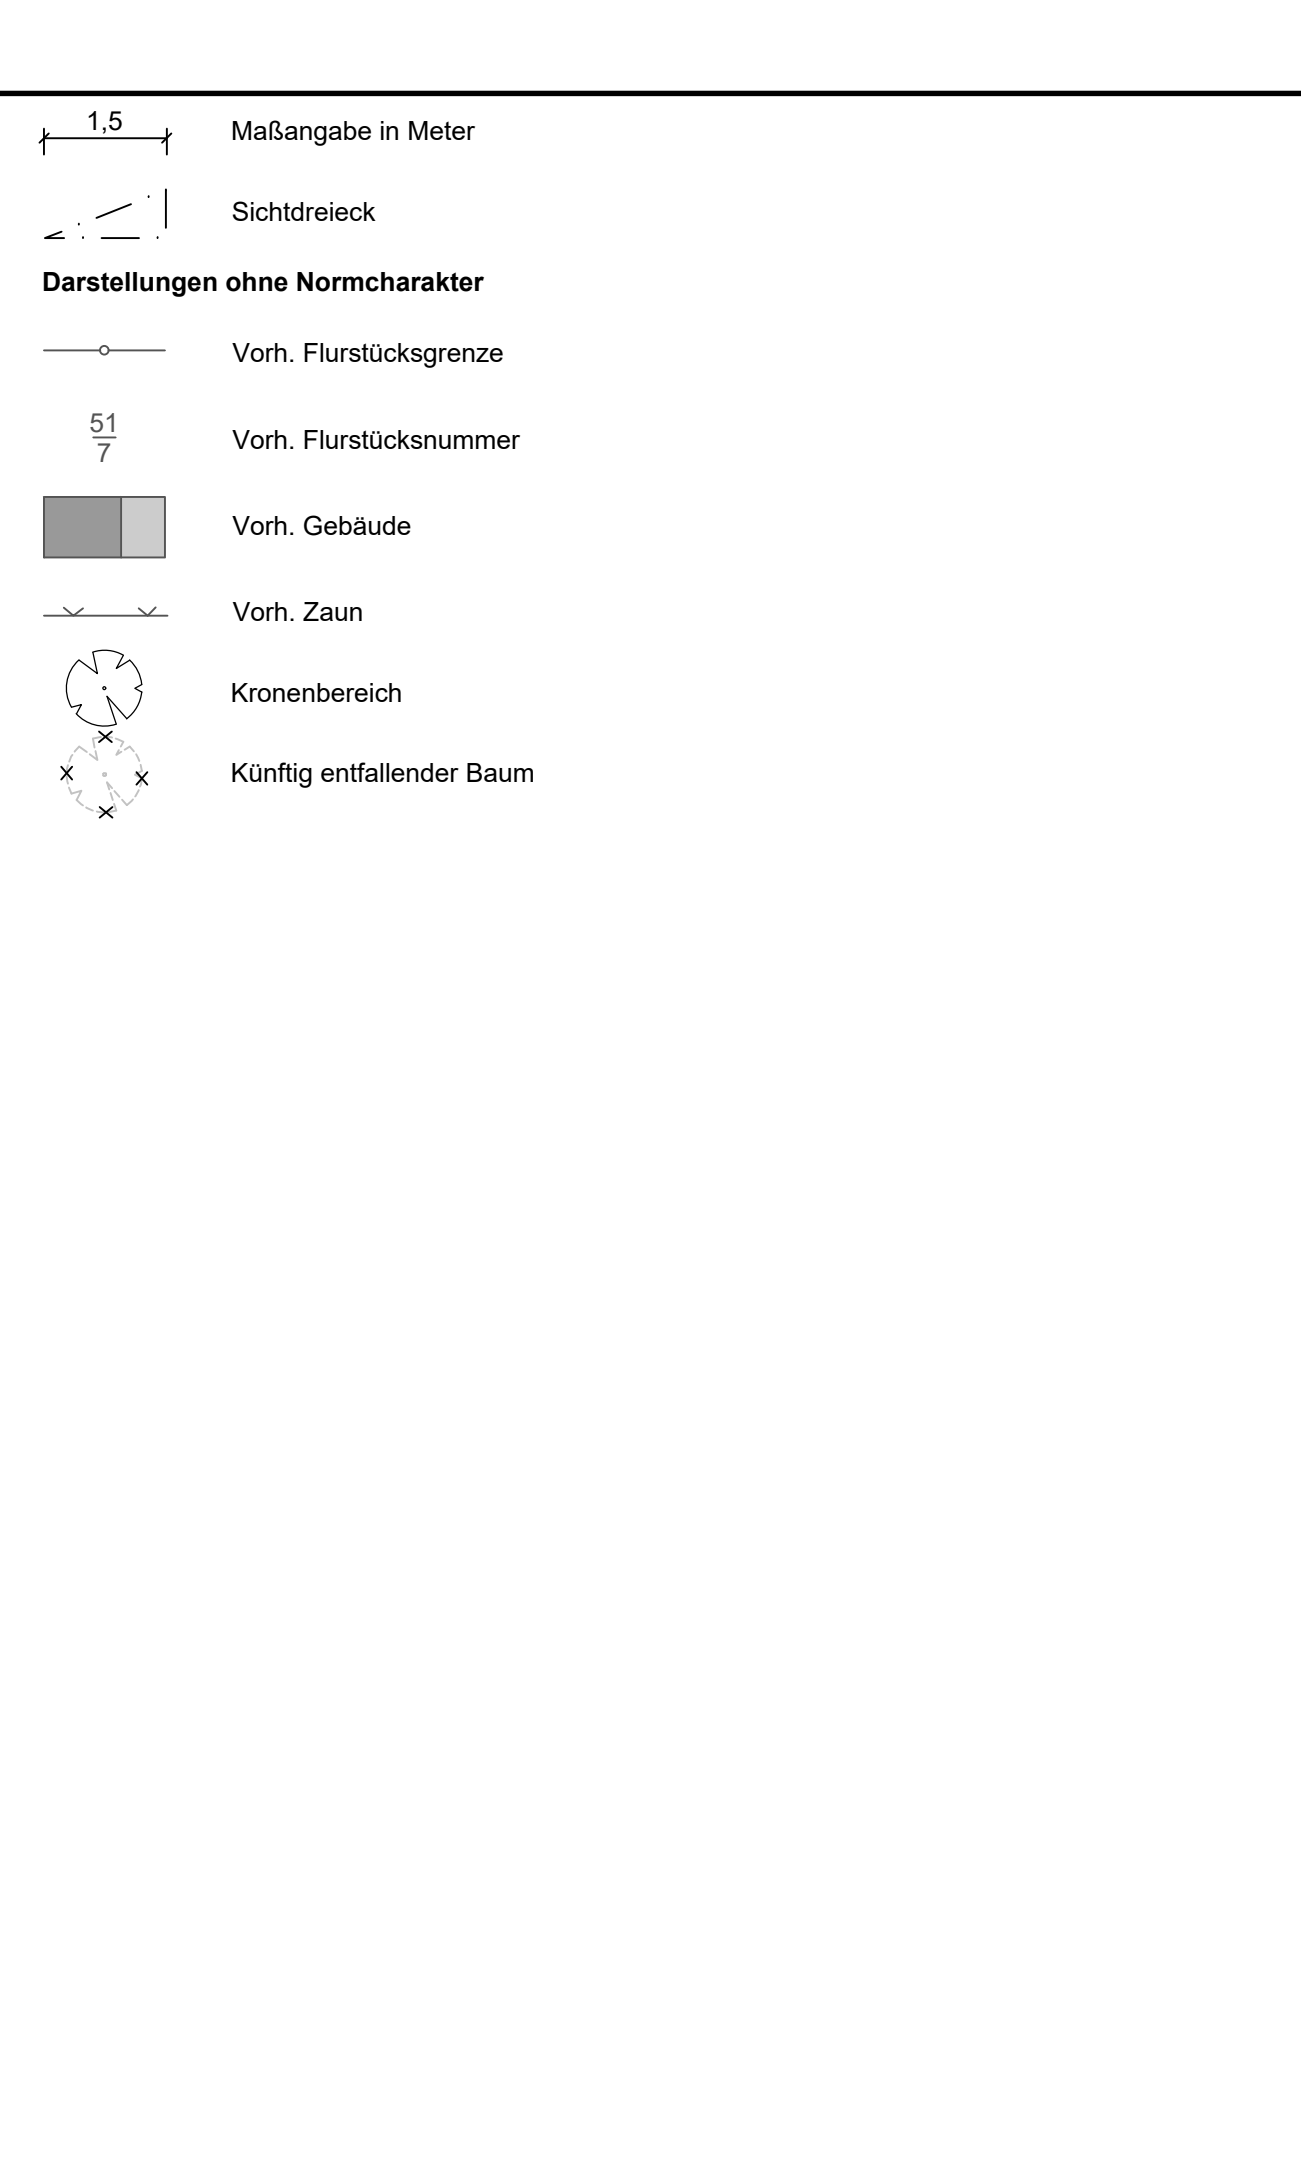 1,5
Maßangabe in Meter
Sichtdreieck
Darstellungen ohne Normcharakter
Vorh. Flurstücksgrenze
51
7
Vorh. Flurstücksnummer
Vorh. Gebäude
Vorh. Zaun
Kronenbereich
Künftig entfallender Baum